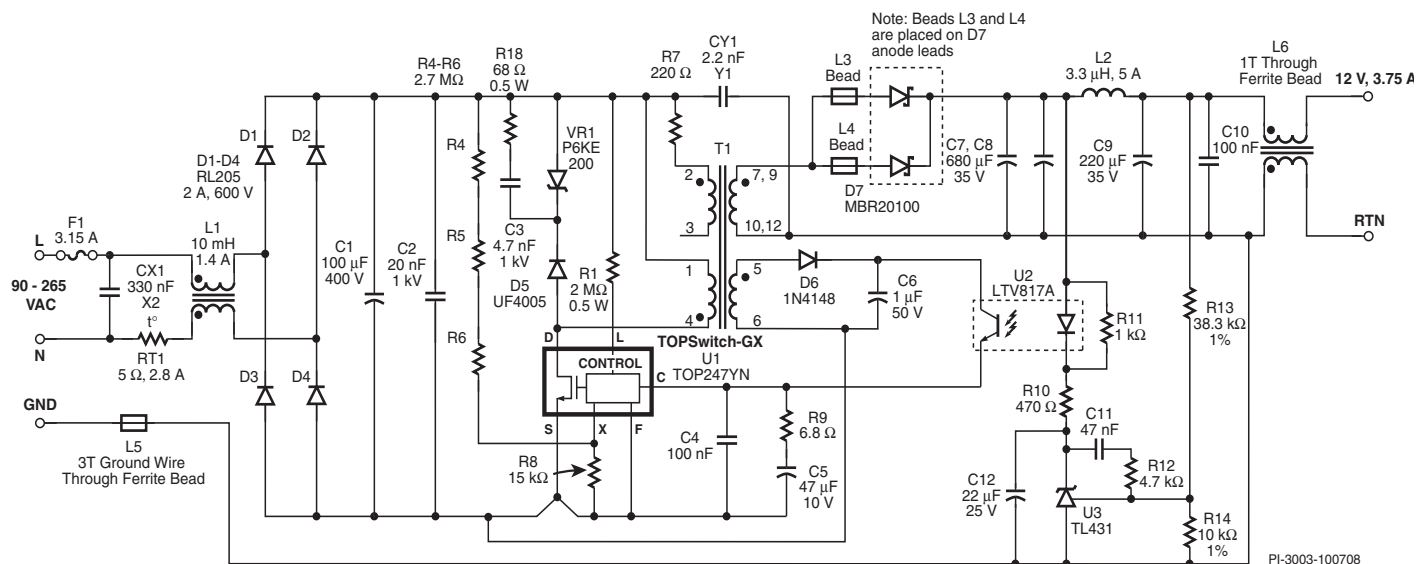 Note: Beads L3 and L4
are placed on D7
anode leads
CY1
2.2 nF
Y1
R7
220 Ω
R18
68 Ω
0.5 W
R4-R6
2.7 MΩ
L3
Bead
L2
3.3 µH, 5 A
L6
1T Through
Ferrite Bead
12 V, 3.75 A
D1
D2
D1-D4
RL205
2 A, 600 V
R4
VR1
P6KE
200
T1
L4
Bead
C7, C8
680 µF
35 V
C9
220 µF
35 V
C10
100 nF
2
7, 9
D7
MBR20100
F1
3.15 A
L
L1
10 mH
1.4 A
3
10,12
RTN
C1
100 µF
400 V
C2
20 nF
1 kV
R5
C3
4.7 nF
1 kV
R1
2 MΩ
0.5 W
D5
UF4005
1
5
D6
1N4148
C6
1 µF
50 V
U2
LTV817A
90 - 265
VAC
CX1
330 nF
X2
t°
N
RT1
5 Ω, 2.8 A
R6
4
6
R11
1 kΩ
R13
38.3 kΩ
1%
D
L
TOPSwitch-GX
U1
TOP247YN
CONTROL
C
S
X
F
D3
D4
GND
L5
3T Ground Wire
Through Ferrite Bead
R8
15 kΩ
C4
100 nF
R9
6.8 Ω
C5
47 µF
10 V
R10
470 Ω
C11
47 nF
R12
4.7 kΩ
C12
22 µF
25 V
U3
TL431
R14
10 kΩ
1%
PI-3003-100708